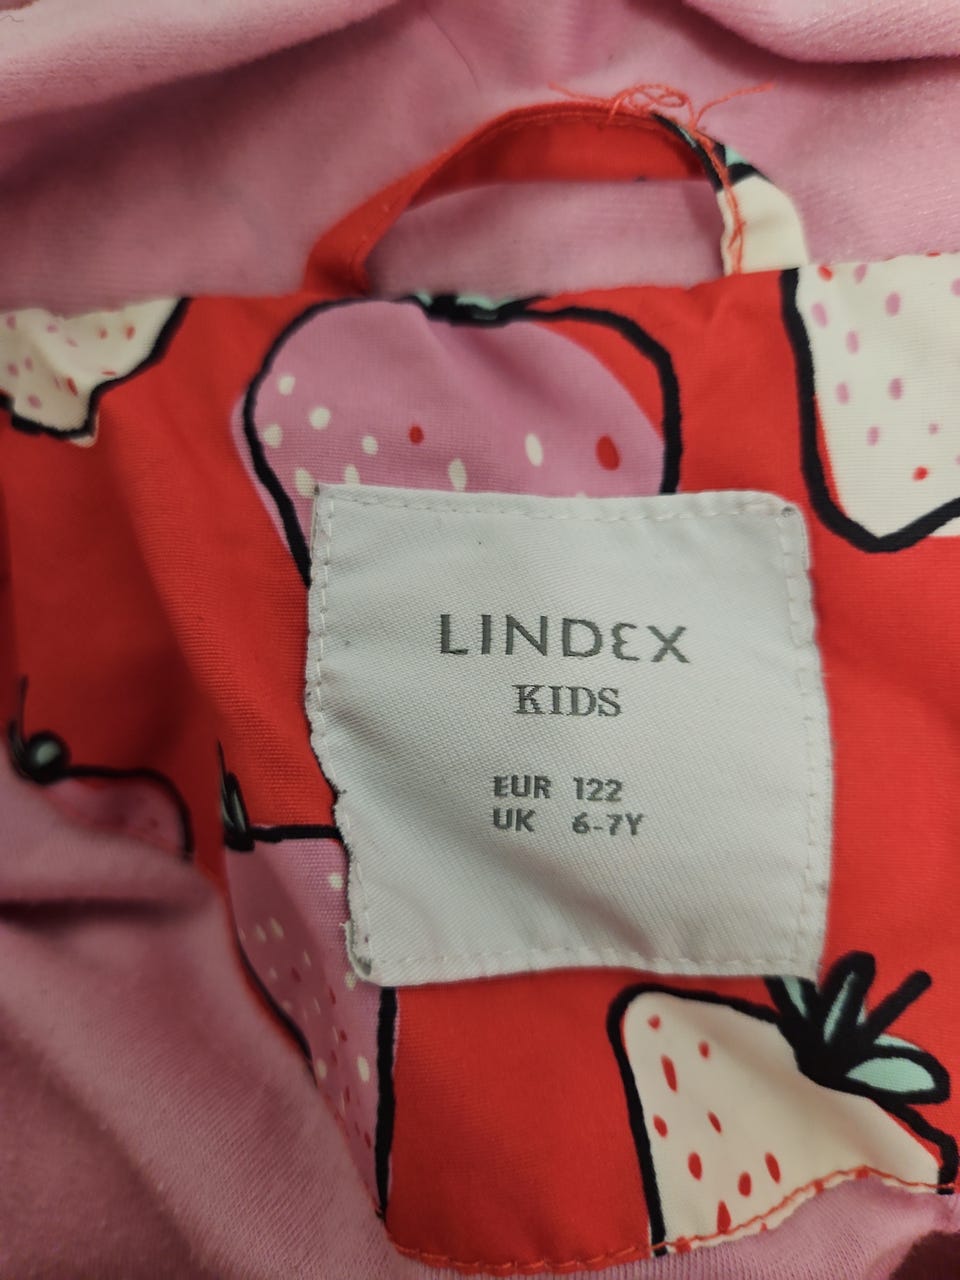 LINDEX
KIDS
EUR 122
UK 6-7Y